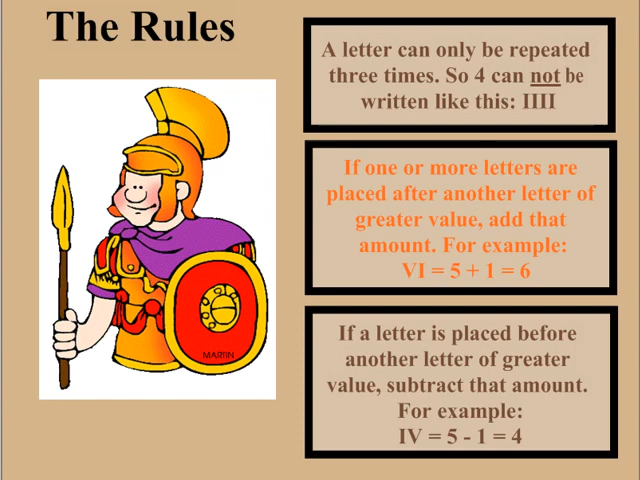 The Rules
A letter can only be repeated
three times. So 4 can not be
written like this: IIII
If one or more letters are
placed after another letter of
greater value, add that
amount. For example:
VI = 5 + 1 = 6
If a letter is placed before
another letter of greater
value, subtract that amount.
For example:
IV = 5 - 1 = 4
MARTIN